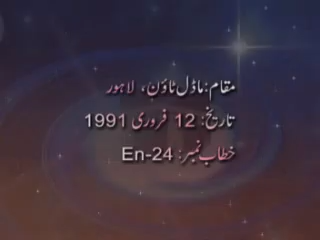 مقام: ماڈل ٹاؤن، لاہور
تاریخ: 12 فروری 1991
خطاب نمبر: En-24